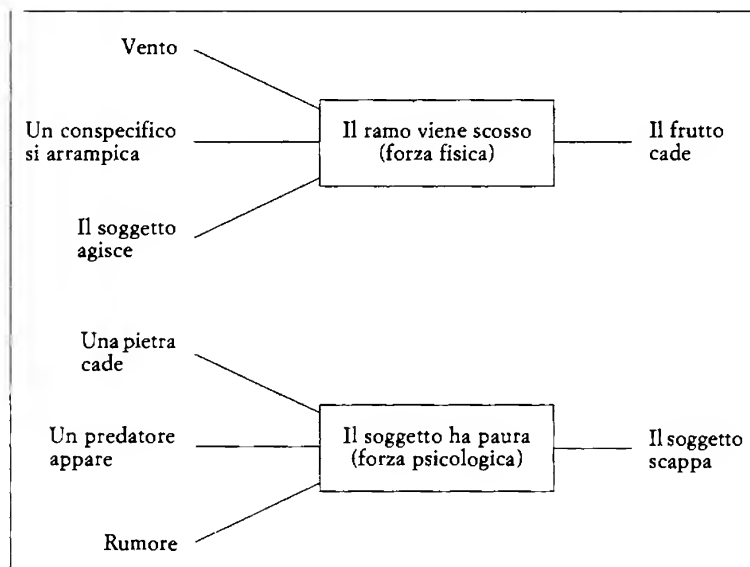 Vento
Un conspecifico
si arrampica
Il soggetto
agisce
Il ramo viene scosso
(forza fisica)
Il frutto
cade
Una pietra
cade
Un predatore
appare
Rumore
Il soggetto ha paura
(forza psicologica)
Il soggetto
scappa